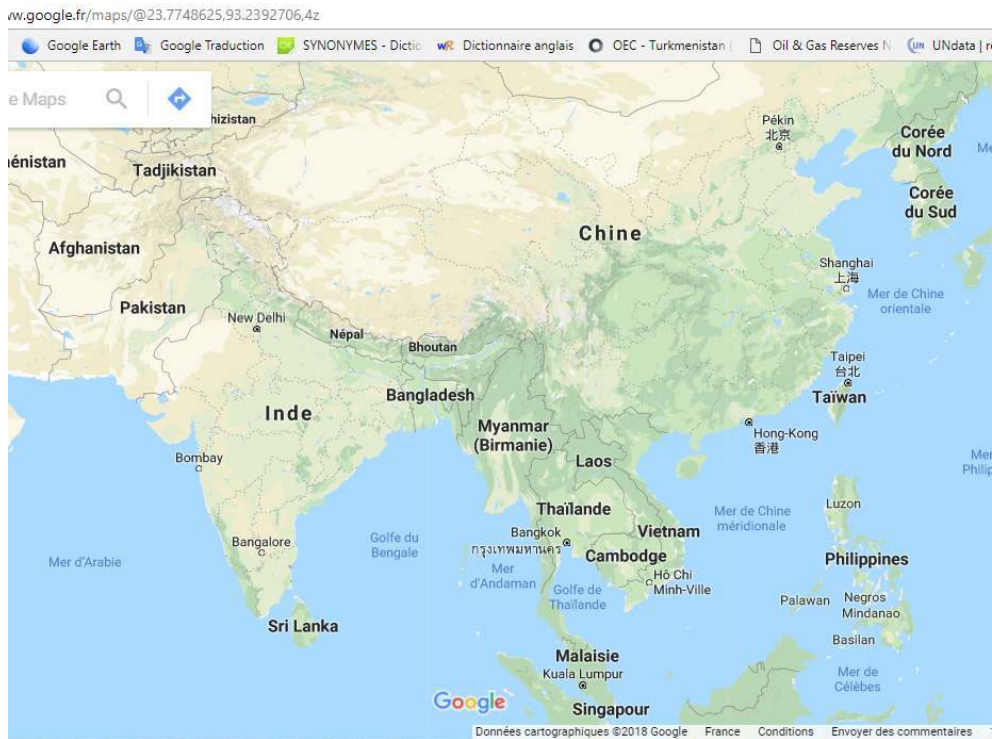 vw.google.fr/maps/@23.7748625,93.2392706,4z
Google Earth Google Traduction SYNONYMES - Dictic Dictionnaire anglais OEC - Turkmenistan ( Oil & Gas Reserves N UNdata | r
e Maps
hizistan
Pékin
北京
Corée
du Nord
Me
énistan
Tadjikistan
Corée
du Sud
Chine
Afghanistan
Shanghai
上海
Mer de Chine
orientale
Pakistan
New Delhi
Népal
Bhoutan
Taipei
台北
Taïwan
Bangladesh
Inde
Myanmar
(Birmanie)
Hong-Kong
香港
Bombay
Laos
Mer
Philip
Luzon
Thaïlande
Mer de Chine
méridionale
Vietnam
Bangkok
กรุงเทพมหานคร
Golfe du
Bengale
Bangalore
Cambodge
Mer d'Arabie
Mer
d'Andaman
Philippines
Hô Chi
Minh-Ville
Golfe de
Thaïlande
Palawan
Negros
Mindanao
Sri Lanka
Basilan
Malaisie
Kuala Lumpur
Mer de
Célèbes
Google
Singapour
Données cartographiques ©2018 Google France Conditions Envoyer des commentaires